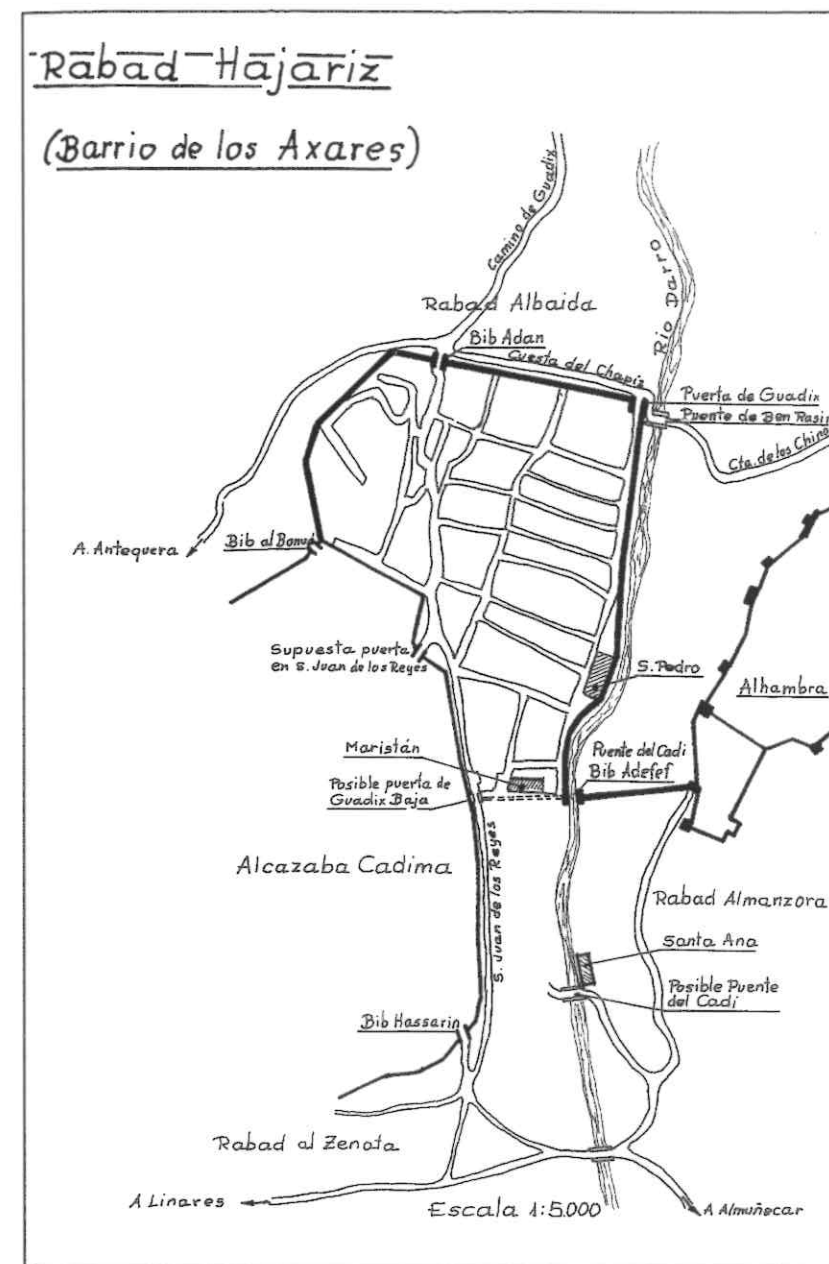 Rabad Hajariz
(Barrio de los Axares)
Camino de Guadix
Rio Darro
Rabad Albaida
Bib Adan
Cuesta del Chapiz
Puerta de Guadix
Puente de Ben Rasin
Cta. de los Chino
A. Antequera
Bib al Bonud
Supuesta puerta
en S. Juan de los Reyes
S. Pedro
Alhambra
Maristán
Puente del Cadi
Bib Adefef
Posible puerta de
Guadix Baja
Alcazaba Cadima
S. Juan de los Reyes
Rabad Almanzora
Santa Ana
Posible Puente
del Cadí
Bib Hassarin
Rabad al Zenata
A Linares
Escala 1:5.000
A Almuñecar